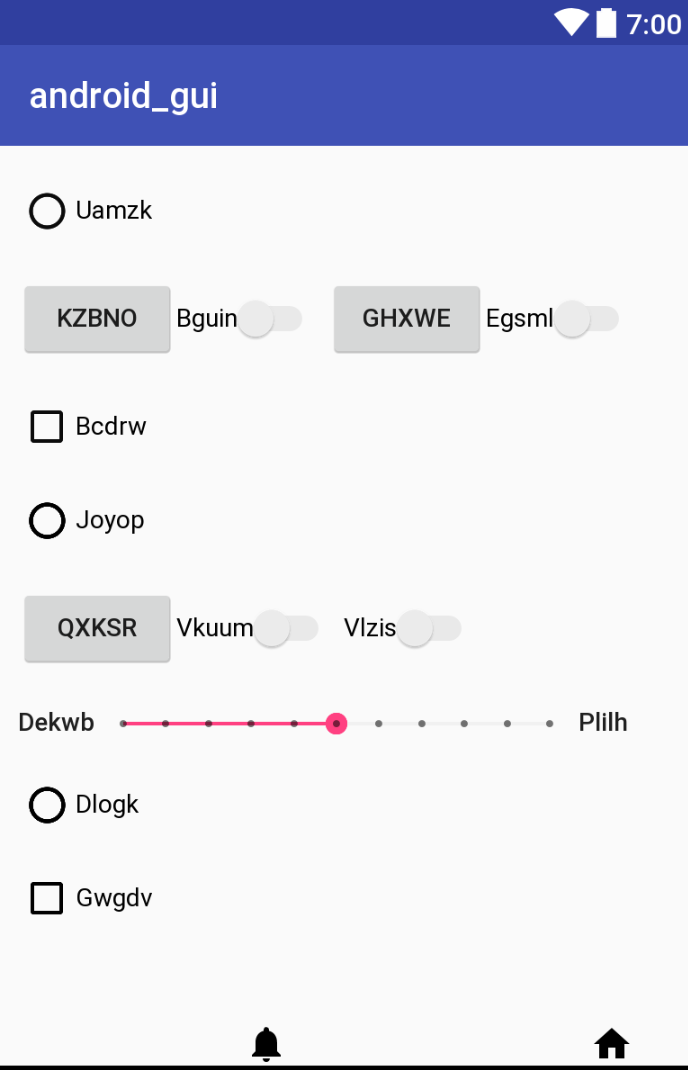 7:00
android_gui
Uamzk
KZBNO Bguin GHXWE Egsml
Bcdrw
Joyop
QXKSR Vkuum Vlzis
Dekwb Plilh
Dlogk
Gwgdv